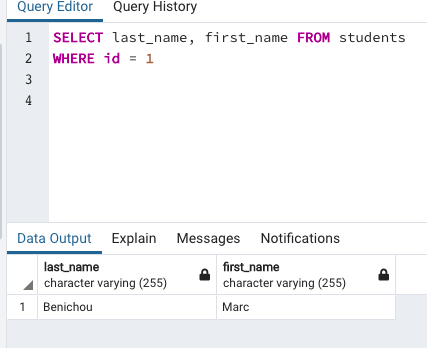 Query Editor Query History
1 SELECT last_name, first_name FROM students
2 WHERE id = 1
3
4
Data Output Explain Messages Notifications
last_name first_name
character varying (255) character varying (255)
1 Benichou Marc